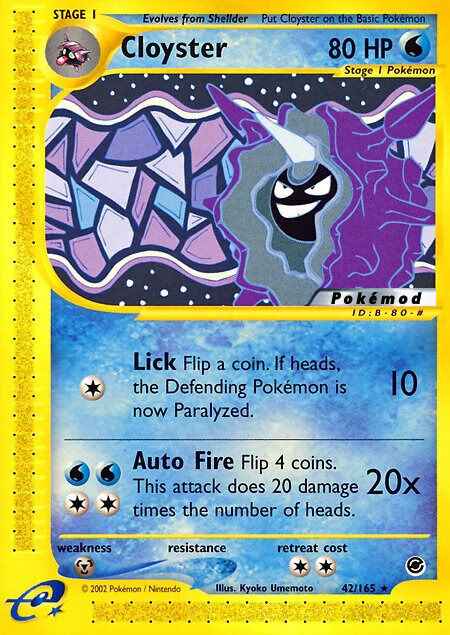 STAGE 1 Evolves from Shellder Put Cloyster on the Basic Pokémon
Cloyster 80 HP
Stage 1 Pokémon
Pokémod
ID:B-80-#
Lick Flip a coin. If heads,
the Defending Pokémon is 10
now Paralyzed.
Auto Fire Flip 4 coins.
This attack does 20 damage 20x
times the number of heads.
weakness resistance retreat cost
© 2002 Pokémon / Nintendo Illus. Kyoko Umemoto 42/165 ★
e